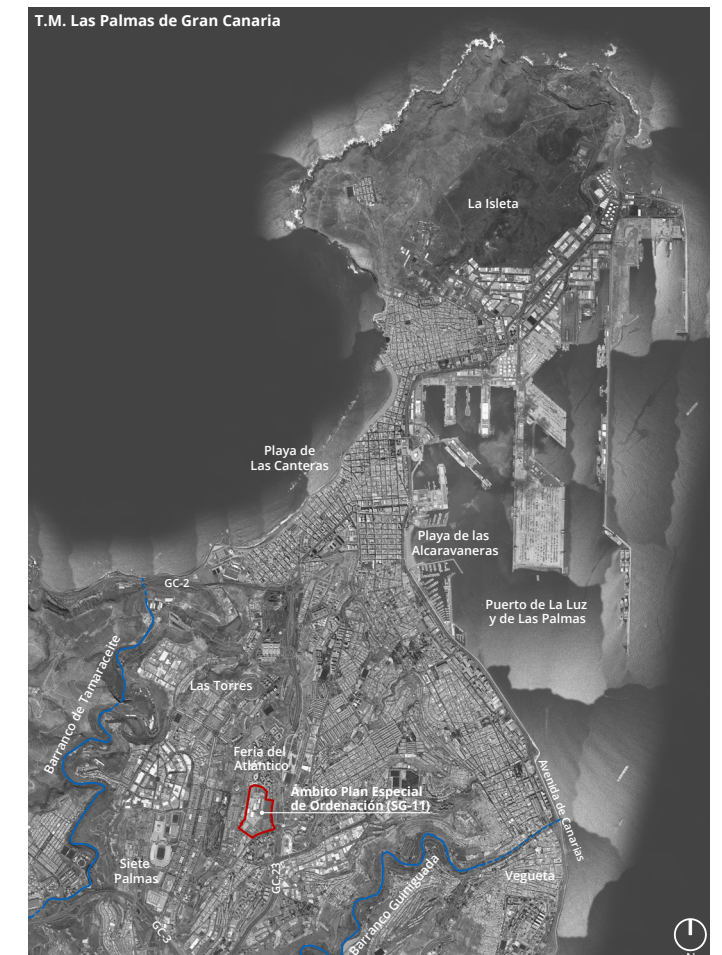 T.M. Las Palmas de Gran Canaria
La Isleta
Playa de
Las Canteras
Playa de las
Alcaravaneras
GC-2
Puerto de La Luz
y de Las Palmas
Barranco de Tamaraceite
Las Torres
Feria del
Atlántico
Ámbito Plan Especial
de Ordenación (SG-11)
Avenida de Canarias
Siete
Palmas
GC-23
Vegueta
Barranco Guiniguada
GC-3
N